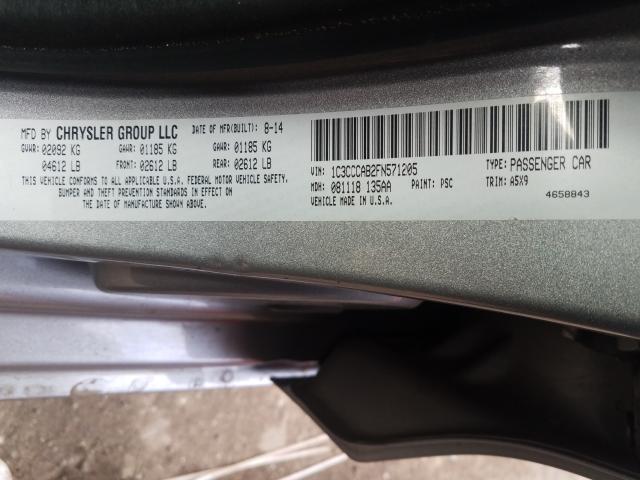 MFD BY CHRYSLER GROUP LLC DATE OF MFR(BUILT): 8-14
GVWR: 02092 KG GAWR: 01185 KG GAWR: 01185 KG
04612 LB FRONT: 02612 LB REAR: 02612 LB
THIS VEHICLE CONFORMS TO ALL APPLICABLE U.S.A. FEDERAL MOTOR VEHICLE SAFETY,
BUMPER AND THEFT PREVENTION STANDARDS IN EFFECT ON
THE DATE OF MANUFACTURE SHOWN ABOVE.
VIN: 1C3CCCAB2FN571205 TYPE: PASSENGER CAR
MDH: 081118 135AA PAINT: PSC TRIM: A5X9
VEHICLE MADE IN U.S.A. 4658843